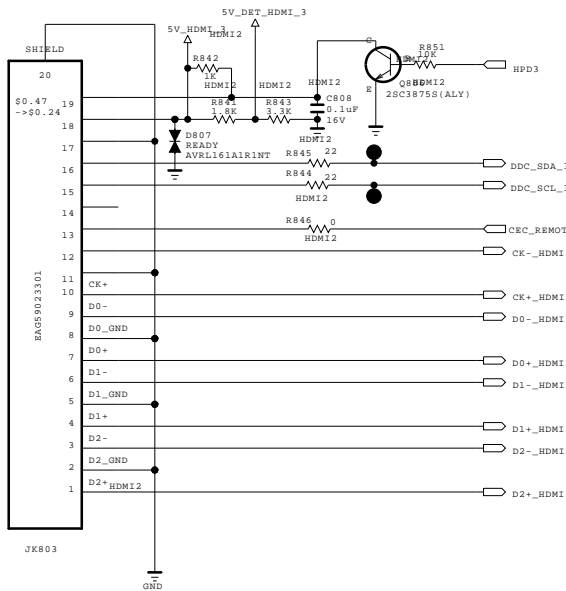 5V_DET_HDMI_3
5V_HDMI_3
HDMI2
SHIELD
20
R842
1K
HDMI2
HDMI2
HDMI2
C
R851
10K
HDMI2
HPD3
E
HDMI2
2SC3875S(ALY)
$0.47
->$0.24
19
R841
1.8K
R843
3.3K
C808
0.1uF
16V
HDMI2
18
D807
READY
AVRL161A1R1NT
17
R845
22
DDC_SDA_3
16
R844
22
HDMI2
DDC_SCL_3
15
14
R846
0
HDMI2
CEC_REMOT
13
12
CK-_HDMI
11
CK+
10
CK+_HDMI
D0-
9
D0-_HDMI
D0_GND
8
D0+
7
D0+_HDMI
D1-
6
D1-_HDMI
D1_GND
5
D1+
4
D1+_HDMI
D2-
3
D2-_HDMI
D2_GND
2
D2+
HDMI2
1
D2+_HDMI
EAG59023301
JK803
GND